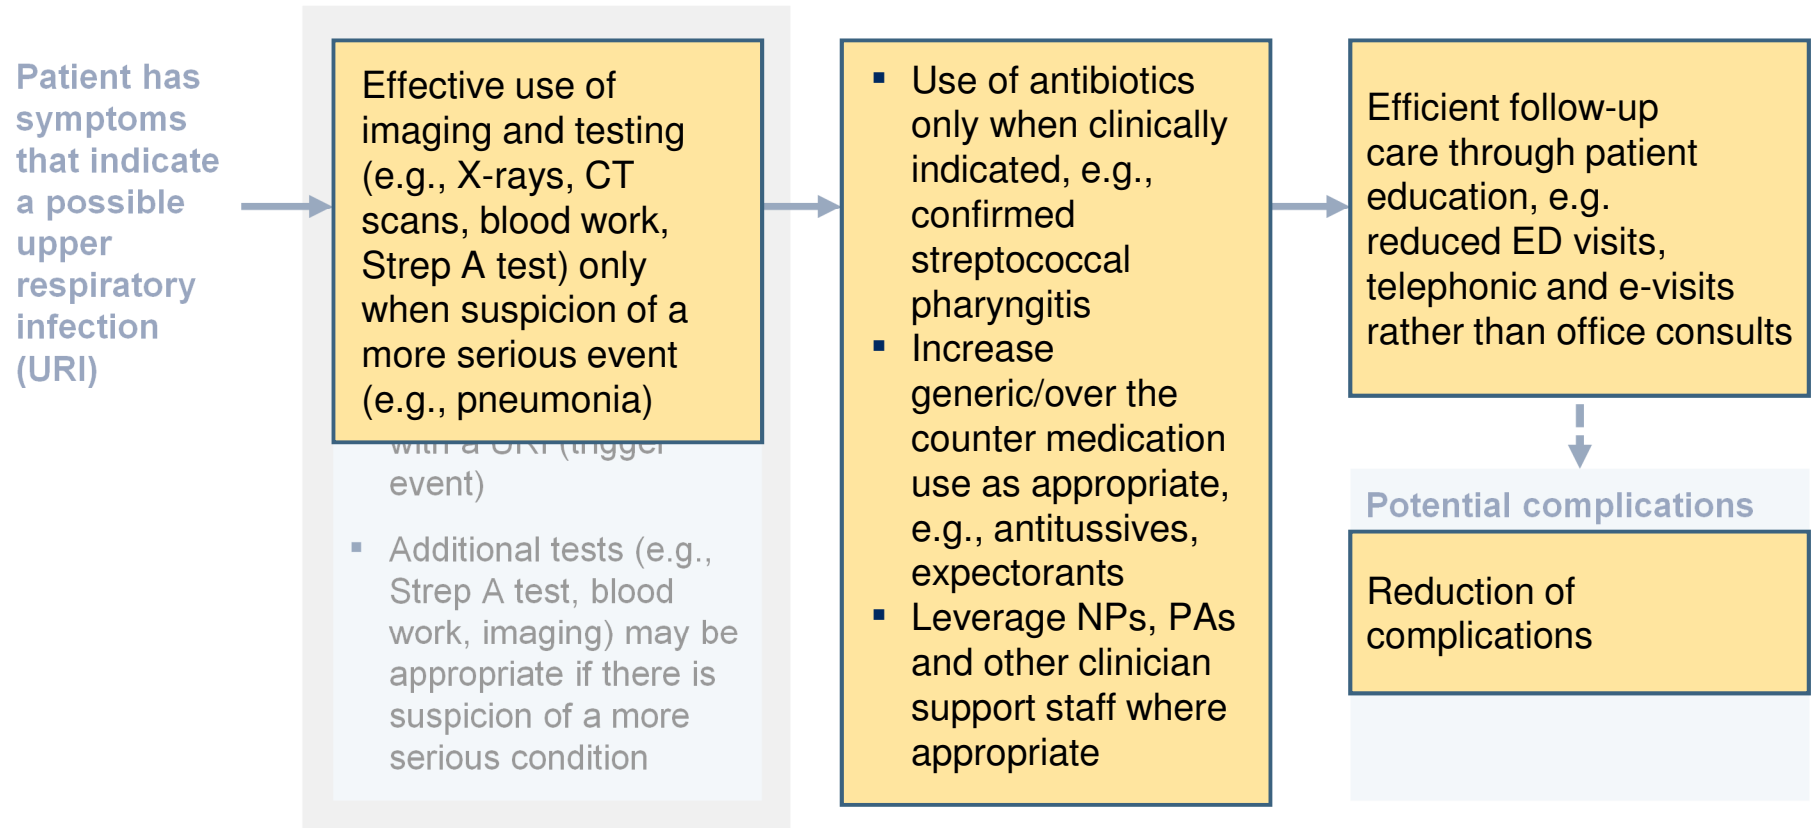 Patient has
symptoms
that indicate
a possible
upper
respiratory
infection
(URI)
Effective use of
imaging and testing
(e.g., X-rays, CT
scans, blood work,
Strep A test) only
when suspicion of a
more serious event
(e.g., pneumonia)
with a URI (trigger
event)
▪ Additional tests (e.g.,
Strep A test, blood
work, imaging) may be
appropriate if there is
suspicion of a more
serious condition
▪ Use of antibiotics
only when clinically
indicated, e.g.,
confirmed
streptococcal
pharyngitis
▪ Increase
generic/over the
counter medication
use as appropriate,
e.g., antitussives,
expectorants
▪ Leverage NPs, PAs
and other clinician
support staff where
appropriate
Efficient follow-up
care through patient
education, e.g.
reduced ED visits,
telephonic and e-visits
rather than office consults
Potential complications
Reduction of
complications